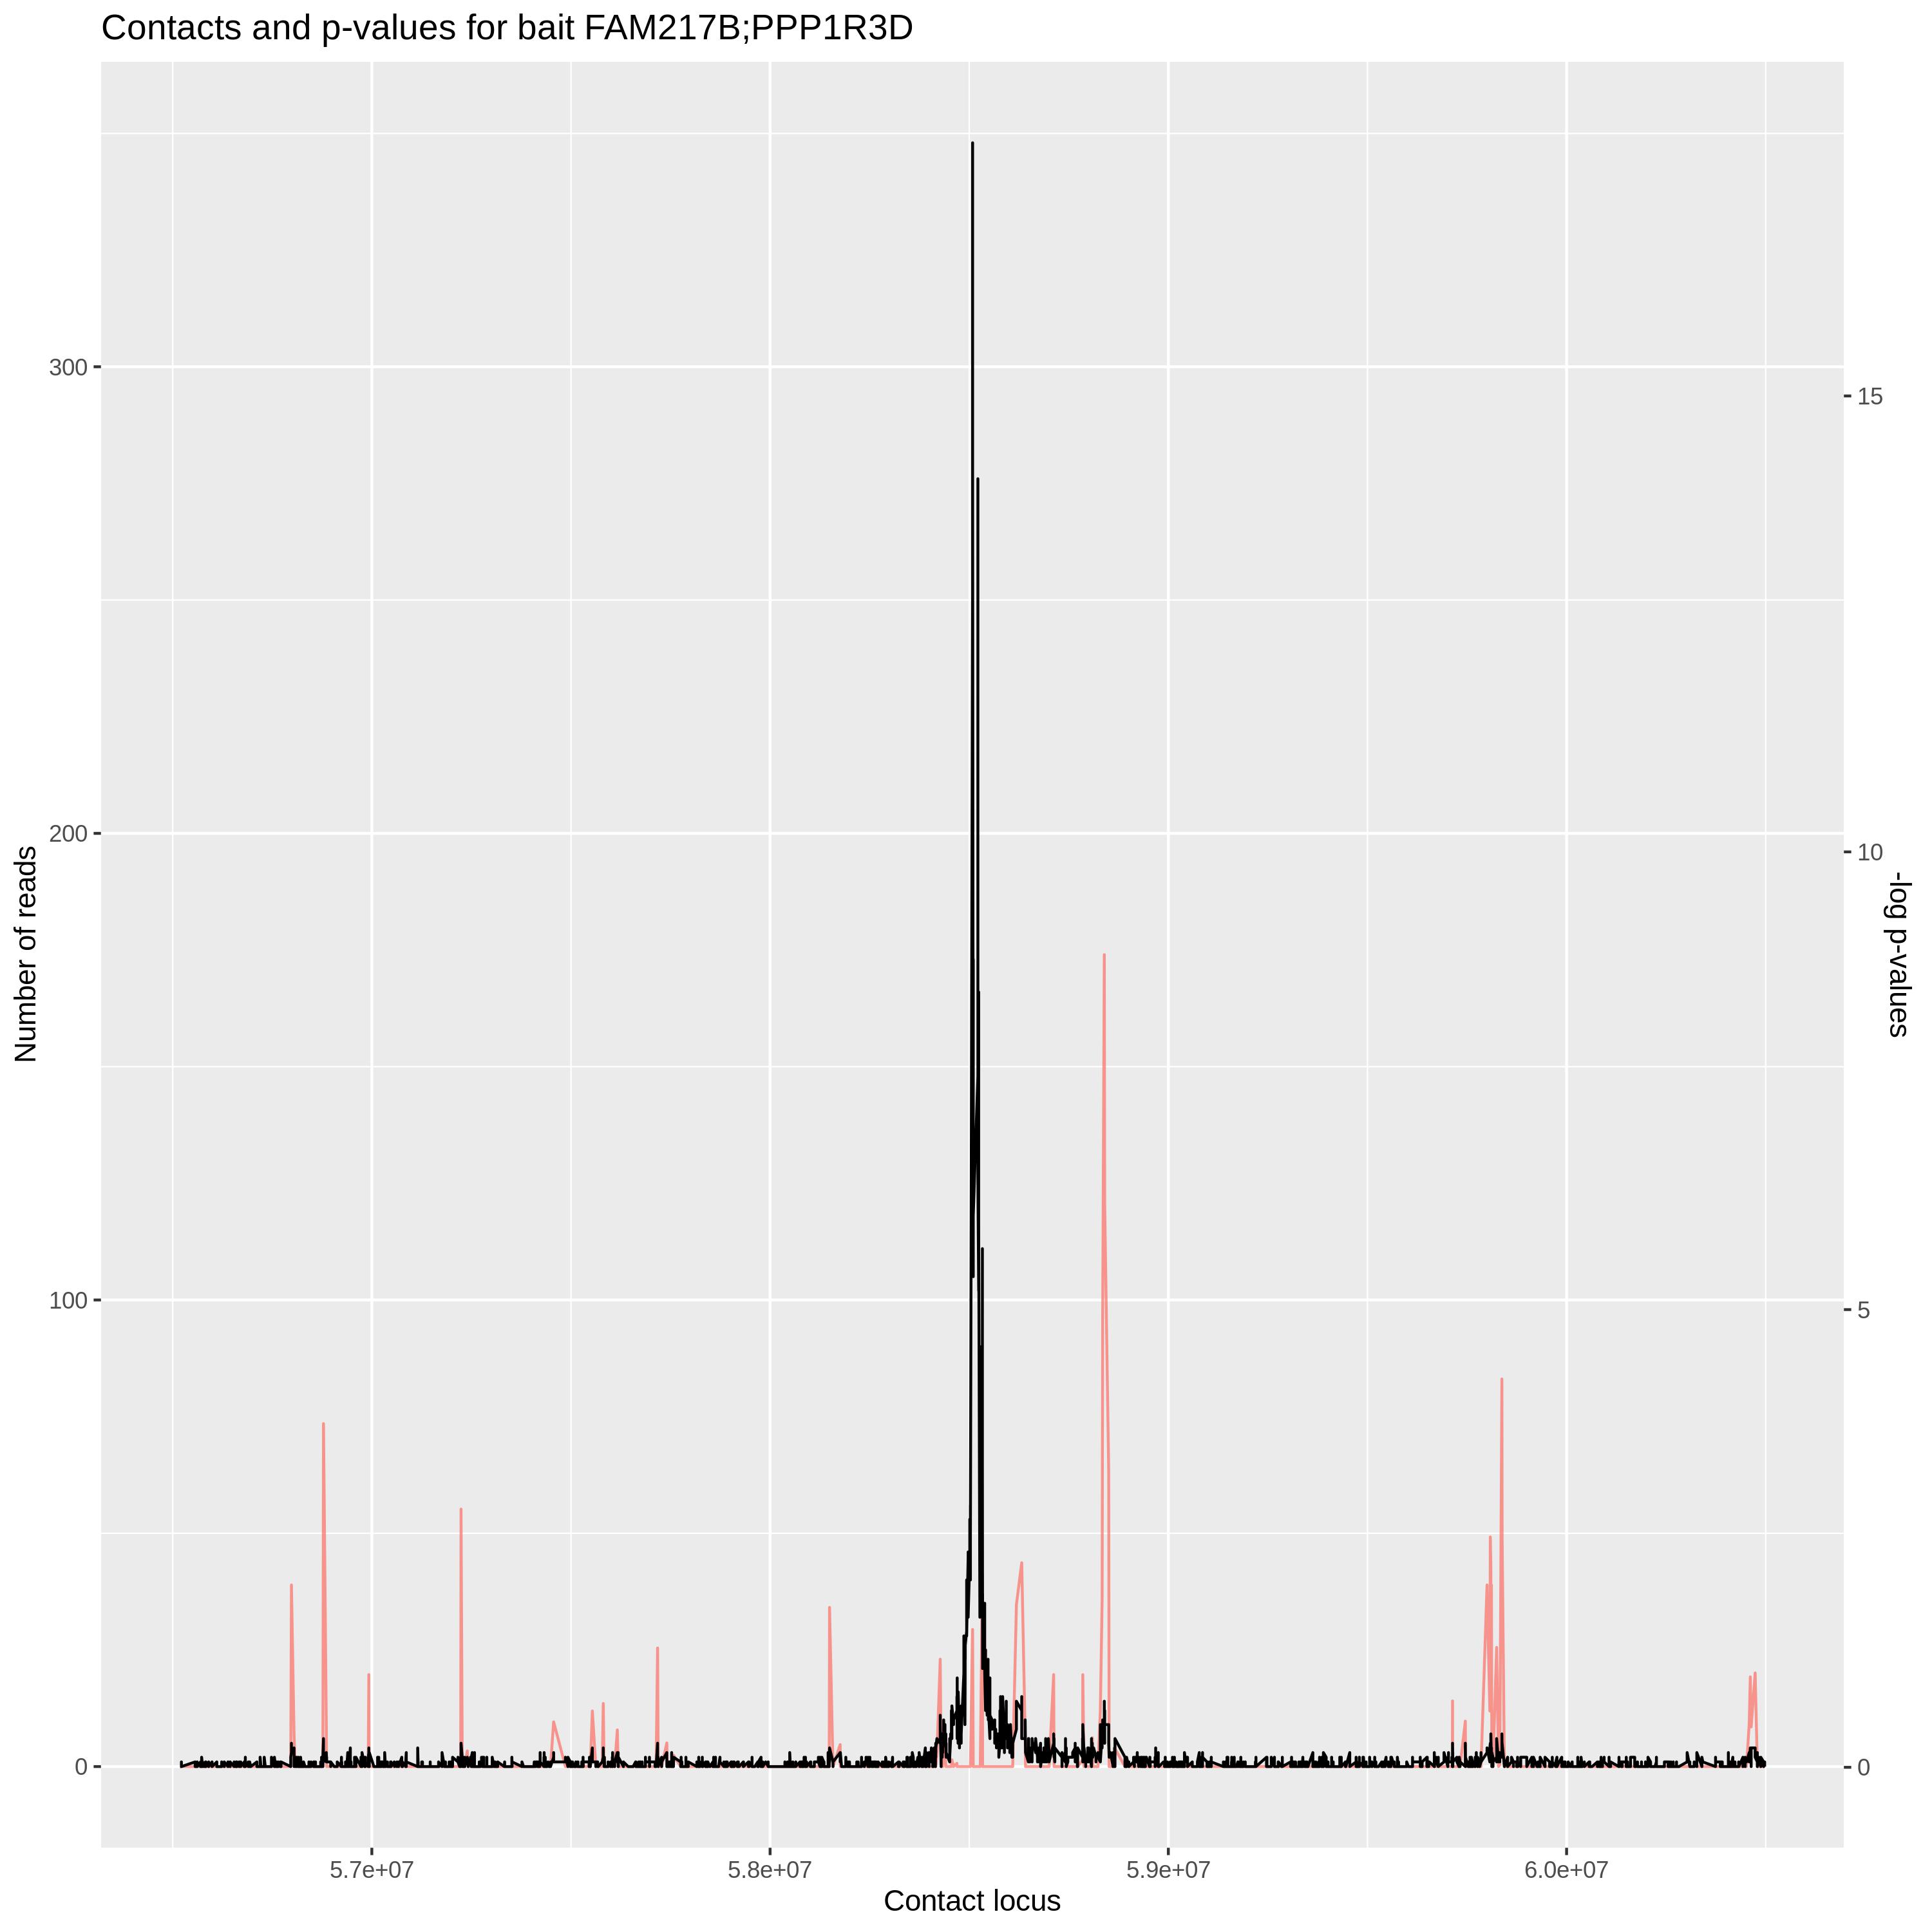 Contacts and p-values for bait FAM217B;PPP1R3D
Number of reads
300
200
100
0
15
10
5
0
-log p-values
5.7e+07
5.8e+07
5.9e+07
6.0e+07
Contact locus